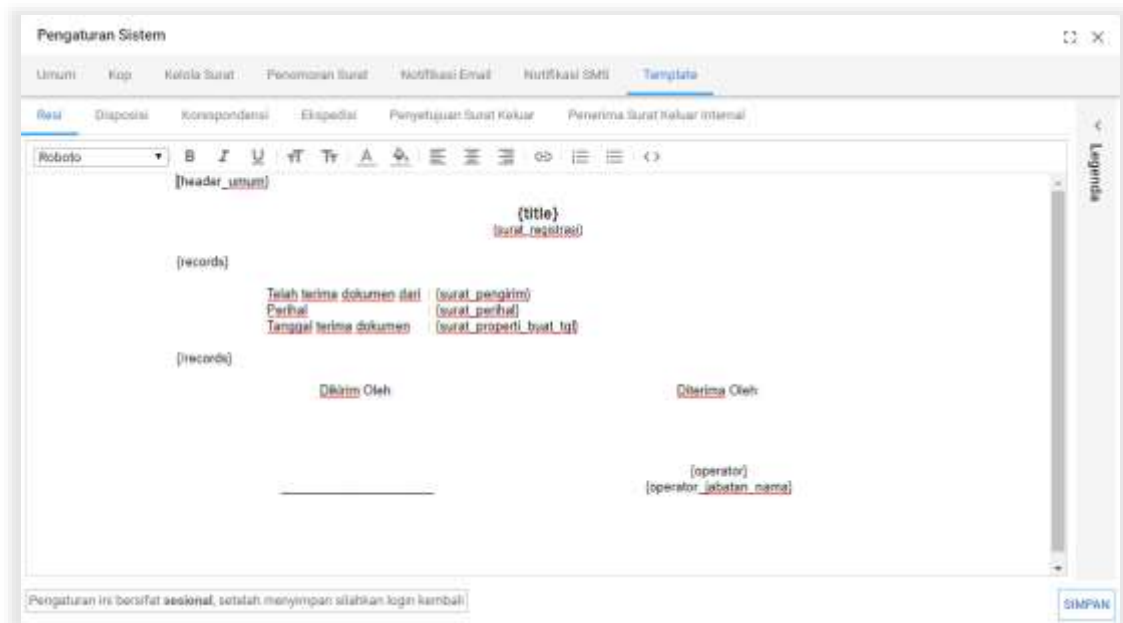 Pengaturan Sistem
Umum Kop Kelola Surat Penomoran Surat Notifikasi Email Notifikasi SMS Template
Resi Disposisi Korespondensi Ekspedisi Penyetujuan Surat Keluar Penerima Surat Keluar Internal
Legenda
Roboto
{header_umum}
{title}
{surat_registrasi}
{records}
Telah terima dokumen dari : {surat_pengirim}
Perihal : {surat_perihal}
Tanggal terima dokumen : {surat_properti_buat_tgl}
{/records}
Dikirim Oleh Diterima Oleh
{operator}
{operator_jabatan_nama}
Pengaturan ini bersifat sesional, setelah menyimpan silahkan login kembali
SIMPAN